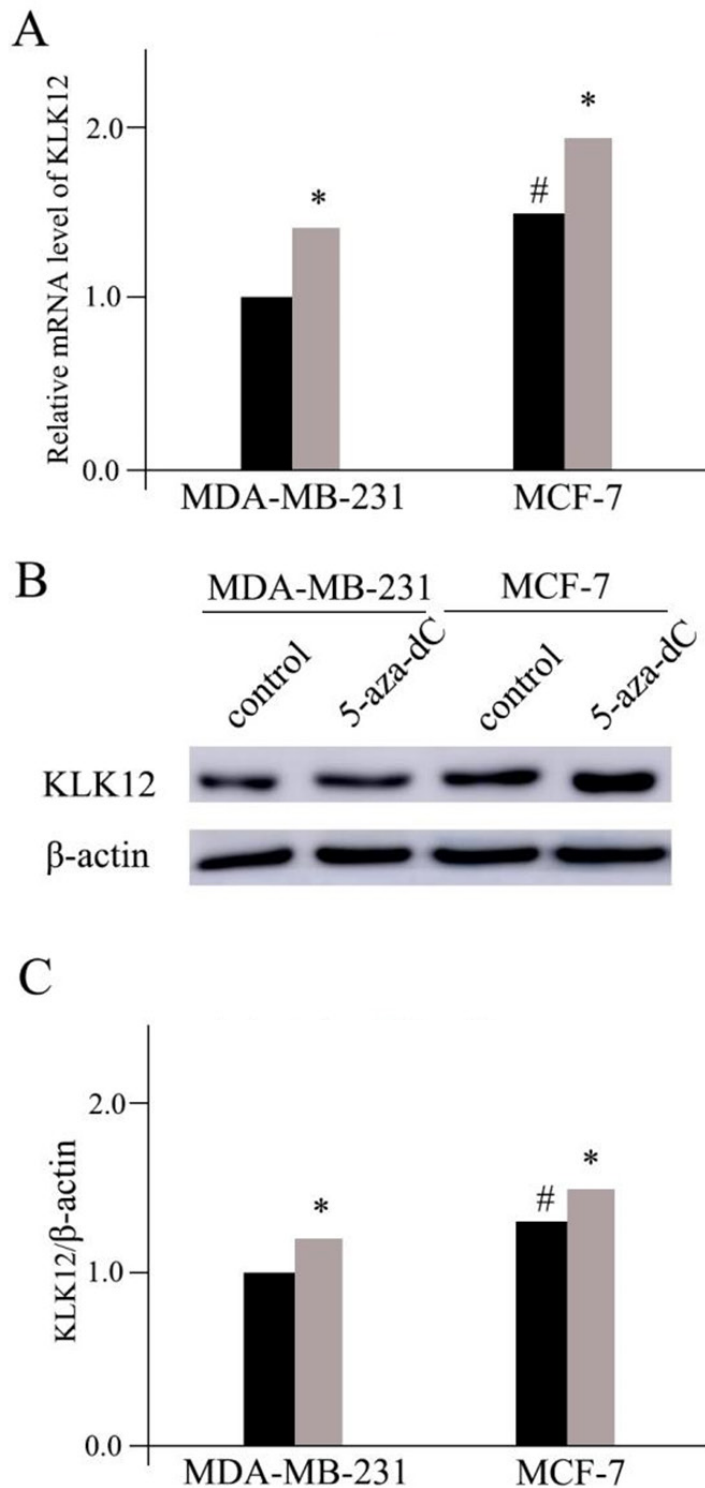 A
Relative mRNA level of KLK12
2.0
1.0
0.0
*
#
*
MDA-MB-231
MCF-7
B
MDA-MB-231
MCF-7
control
5-aza-dC
control
5-aza-dC
KLK12
β-actin
C
KLK12/β-actin
2.0
1.0
0.0
*
#
*
MDA-MB-231
MCF-7